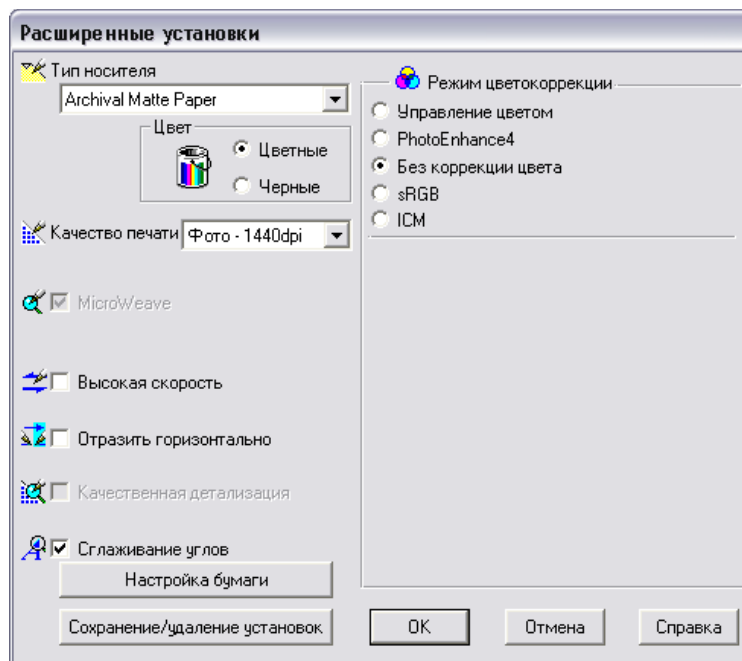 Расширенные установки
Тип носителя
Archival Matte Paper
Цвет
Цветные
Черные
Качество печати Фото - 1440dpi
MicroWeave
Высокая скорость
Отразить горизонтально
Качественная детализация
Сглаживание углов
Настройка бумаги
Сохранение/удаление установок
Режим цветокоррекции
Управление цветом
PhotoEnhance4
Без коррекции цвета
sRGB
ICM
OK
Отмена
Справка